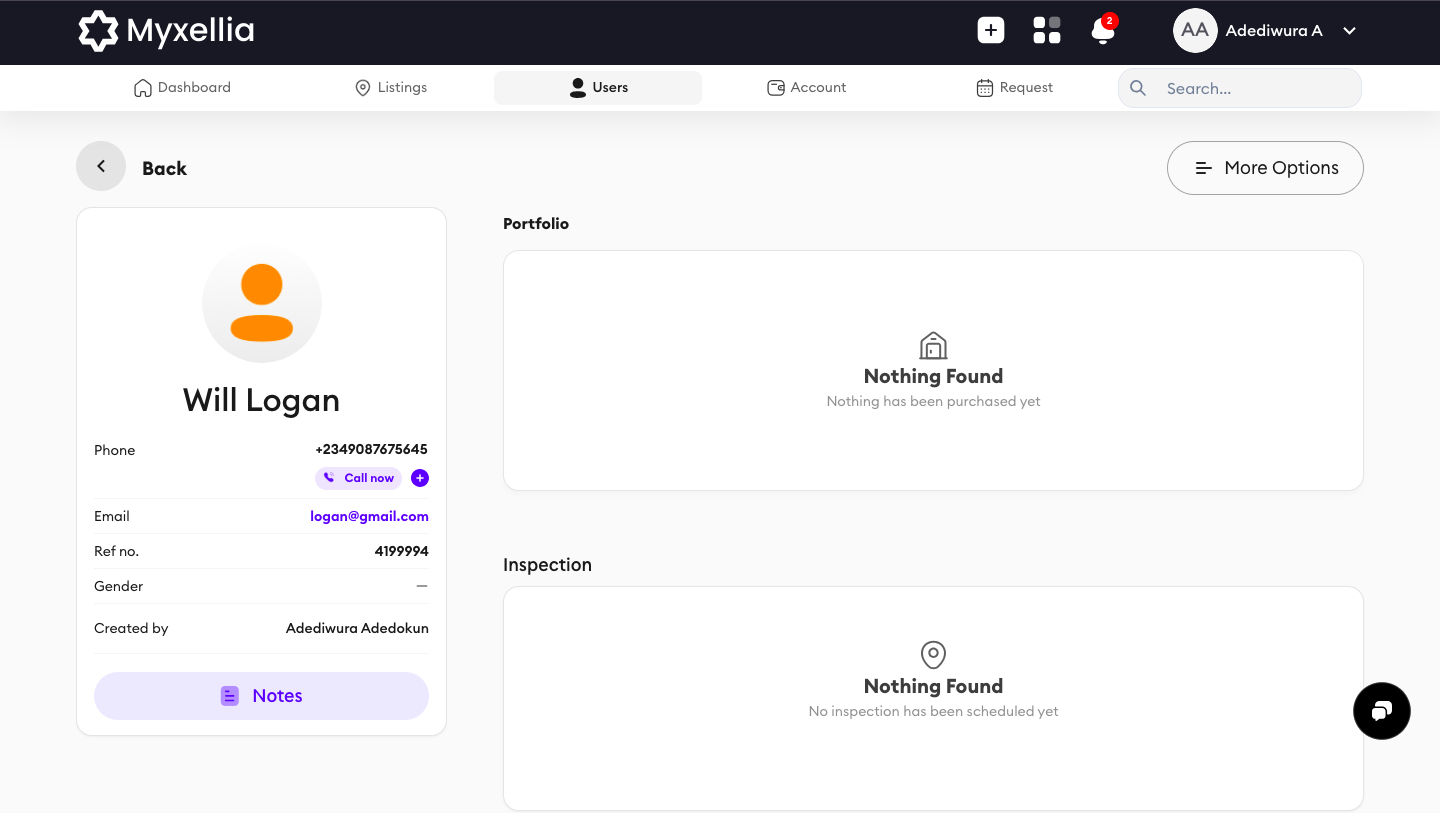 Myxellia
2
AA
Adediwura A
Dashboard
Listings
Users
Account
Request
Search...
Back
More Options
Will Logan
Phone
+2349087675645
Call now
Email
logan@gmail.com
Ref no.
4199994
Gender
—
Created by
Adediwura Adedokun
Notes
Portfolio
Nothing Found
Nothing has been purchased yet
Inspection
Nothing Found
No inspection has been scheduled yet